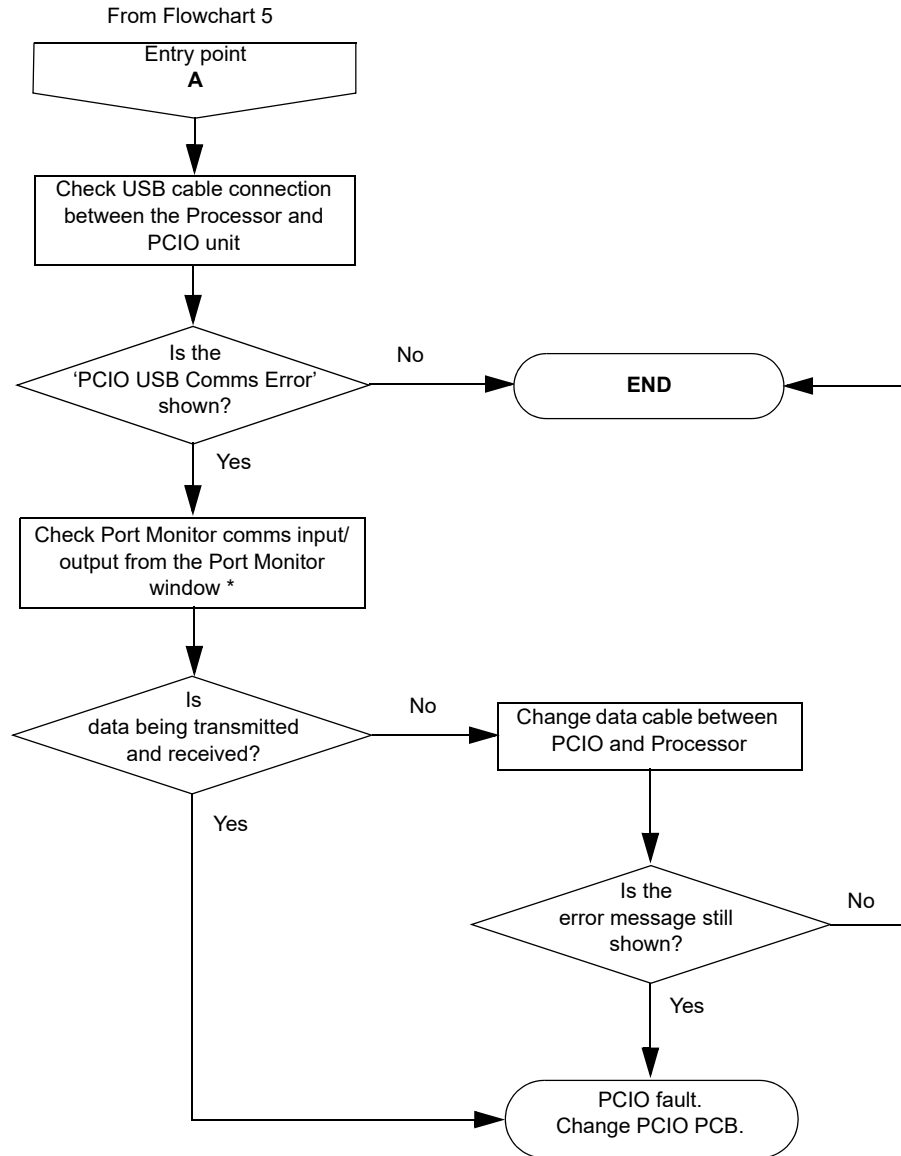 From Flowchart 5
Entry point
A
Check USB cable connection
between the Processor and
PCIO unit
Is the
‘PCIO USB Comms Error’
shown?
No
END
Yes
Check Port Monitor comms input/
output from the Port Monitor
window *
Is
data being transmitted
and received?
No
Change data cable between
PCIO and Processor
Yes
Is the
error message still
shown?
No
Yes
PCIO fault.
Change PCIO PCB.